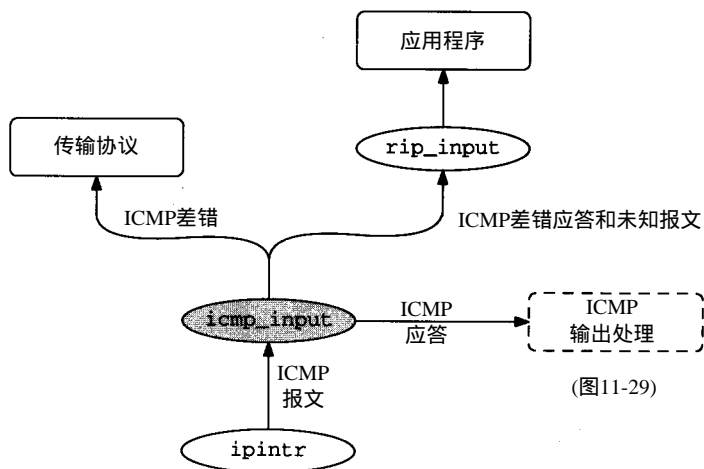 应用程序
传输协议
rip_input
ICMP差错
ICMP差错应答和未知报文
icmp_input
ICMP
应答
ICMP
输出处理
ICMP
报文
(图11-29)
ipintr